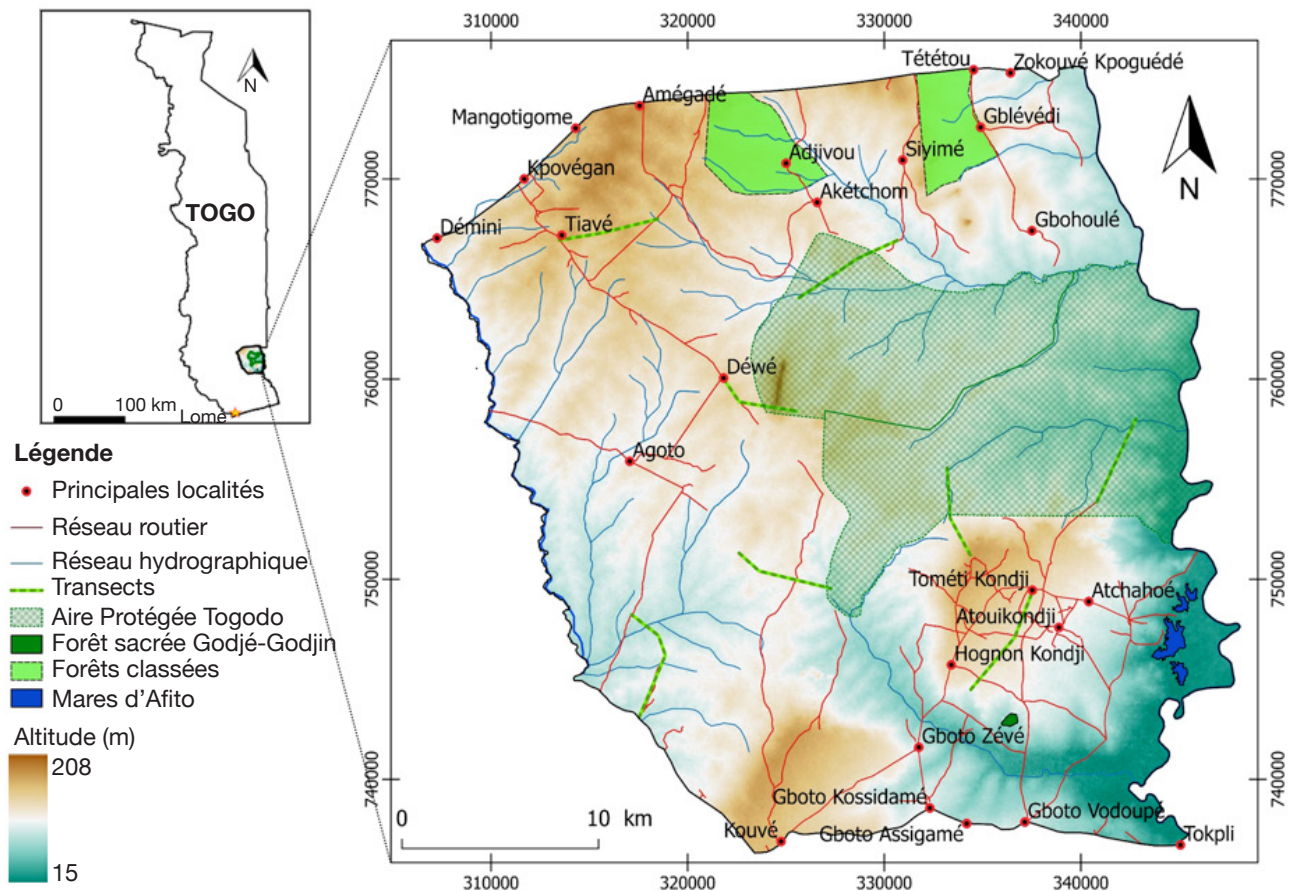 N
TOGO
0 100 km
Lomé
Légende
Principales localités
Réseau routier
Réseau hydrographique
Transects
Aire Protégée Togodo
Forêt sacrée Godjé-Godjin
Forêts classées
Mares d'Afito
Altitude (m)
208
15
310000 320000 330000 340000
Tététou Zokouvé Kpoguédé
Amégadé
Mangotigome Gblévédi
Adjivou Siyimé
770000 Kpovégan 770000
Akétchom
Démini Tiavé Gbohoulé
N
760000 Déwé 760000
Agoto
750000 Tométi Kondji Atchahoé 750000
Atouikondji
Hognon Kondji
Gboto Zévé
740000 740000
Gboto Kossidamé
0 10 km
Kouvé Gboto Assigamé Gboto Vodoupé Tokpli
310000 320000 330000 340000